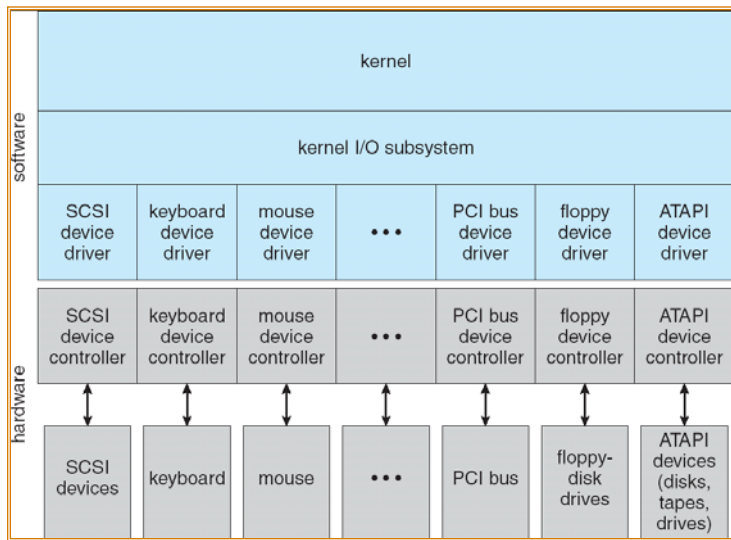 kernel
kernel I/O subsystem
software
SCSI
device
driver
keyboard
device
driver
mouse
device
driver
•••
PCI bus
device
driver
floppy
device
driver
ATAPI
device
driver
hardware
SCSI
device
controller
keyboard
device
controller
mouse
device
controller
•••
PCI bus
device
controller
floppy
device
controller
ATAPI
device
controller
SCSI
devices
keyboard
mouse
•••
PCI bus
floppy-
disk
drives
ATAPI
devices
(disks,
tapes,
drives)